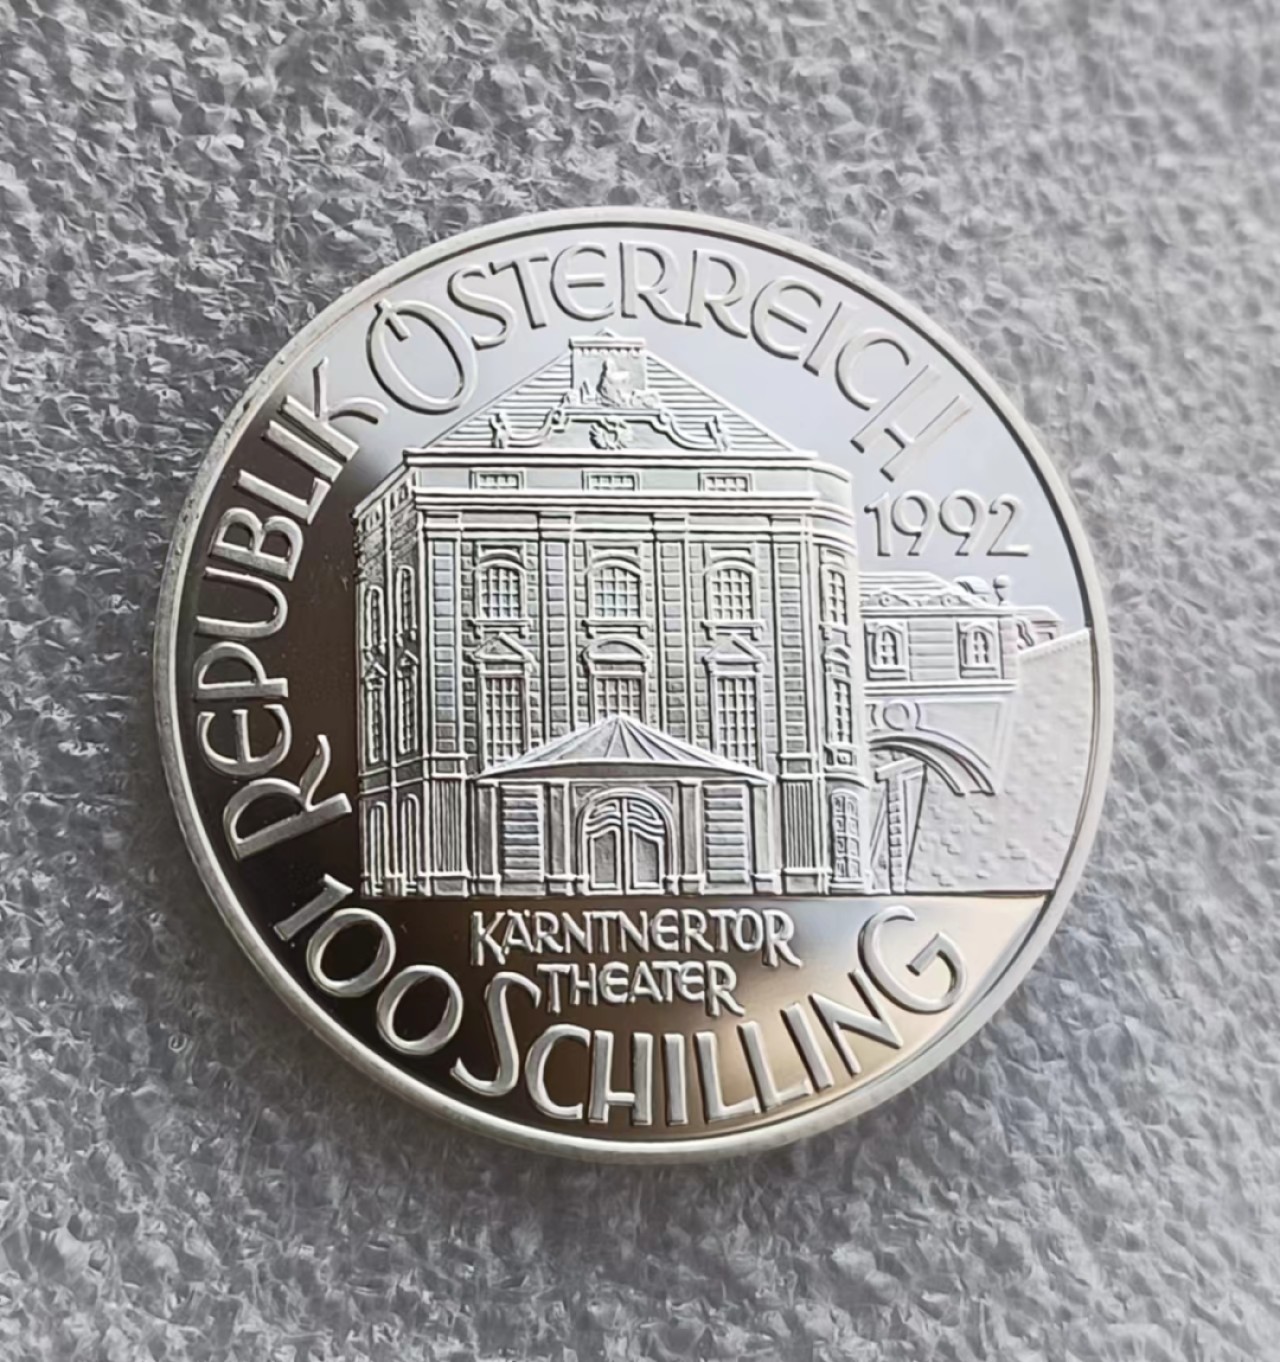 REPUBLIK ÖSTERREICH
1992
KÄRNTNERTOR
THEATER
100 SCHILLING